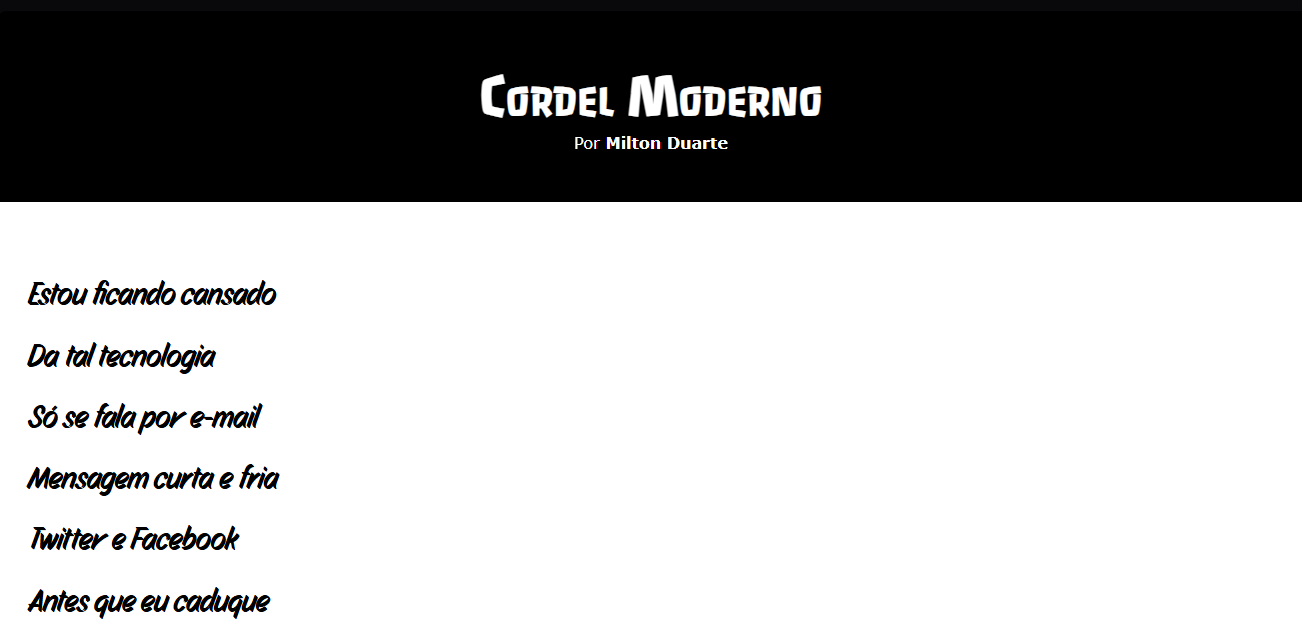 Cordel Moderno
Por Milton Duarte
Estou ficando cansado
Da tal tecnologia
Só se fala por e-mail
Mensagem curta e fria
Twitter e Facebook
Antes que eu caduque